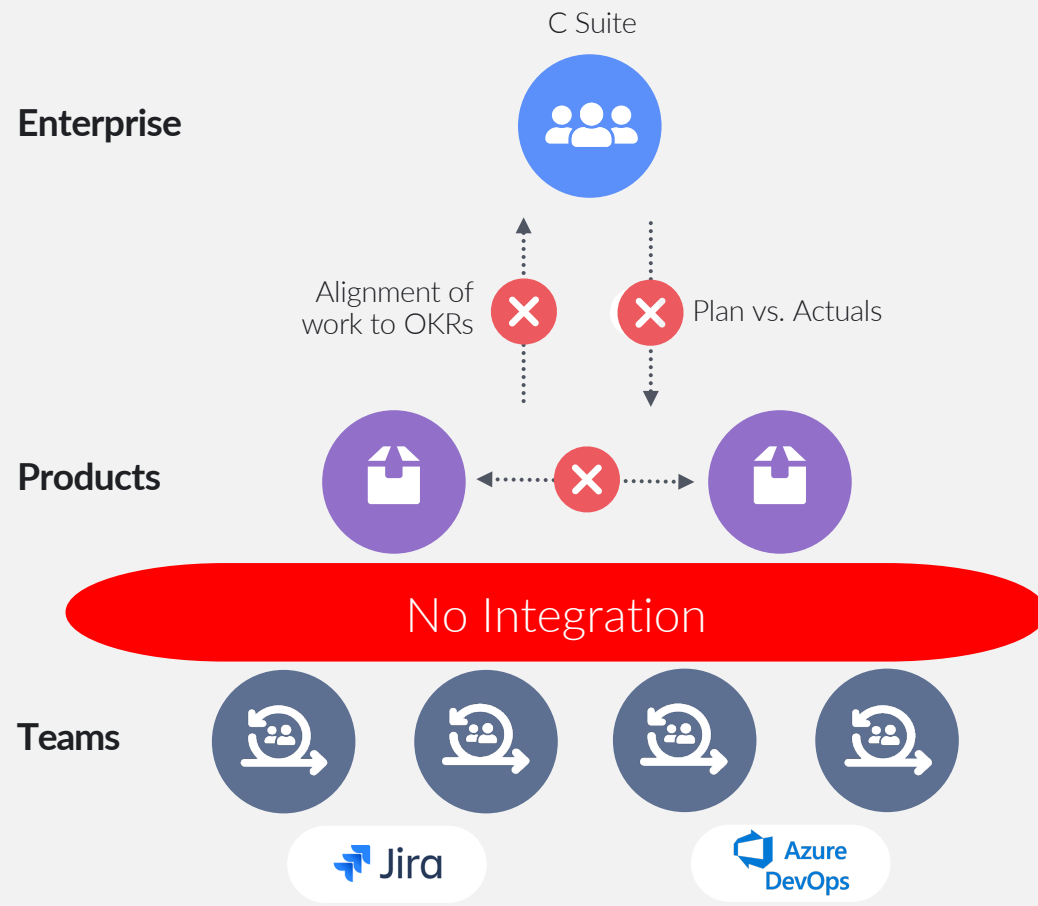 C Suite
Enterprise
Alignment of
work to OKRs
Plan vs. Actuals
Products
No Integration
Teams
Jira
Azure
DevOps